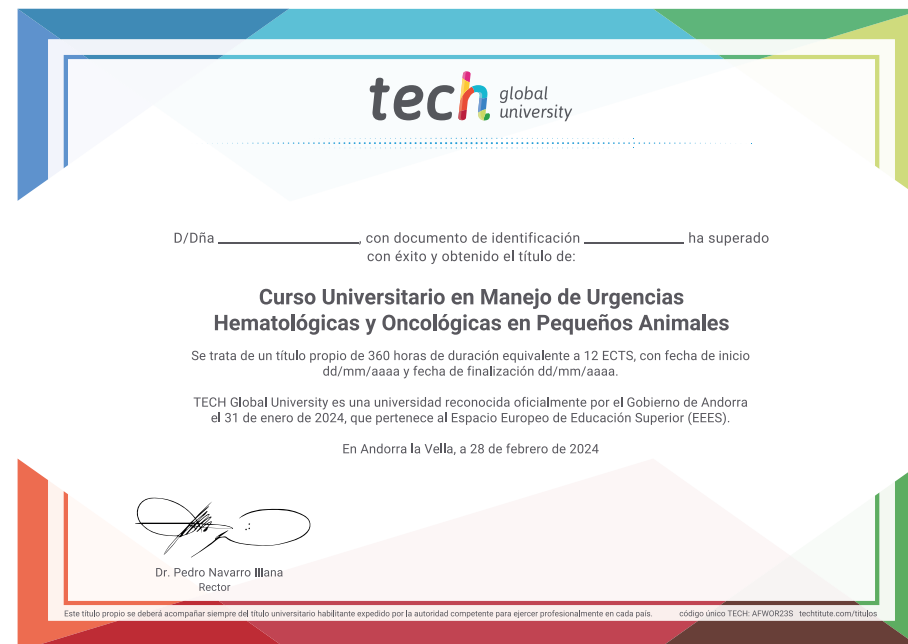 tech global
university
D/Dña ______________, con documento de identificación __________ ha superado
con éxito y obtenido el título de:
Curso Universitario en Manejo de Urgencias
Hematológicas y Oncológicas en Pequeños Animales
Se trata de un título propio de 360 horas de duración equivalente a 12 ECTS, con fecha de inicio
dd/mm/aaaa y fecha de finalización dd/mm/aaaa.
TECH Global University es una universidad reconocida oficialmente por el Gobierno de Andorra
el 31 de enero de 2024, que pertenece al Espacio Europeo de Educación Superior (EEES).
En Andorra la Vella, a 28 de febrero de 2024
Dr. Pedro Navarro Illana
Rector
Este título propio se deberá acompañar siempre del título universitario habilitante expedido por la autoridad competente para ejercer profesionalmente en cada país. código único TECH: AFWOR23S techtitute.com/titulos